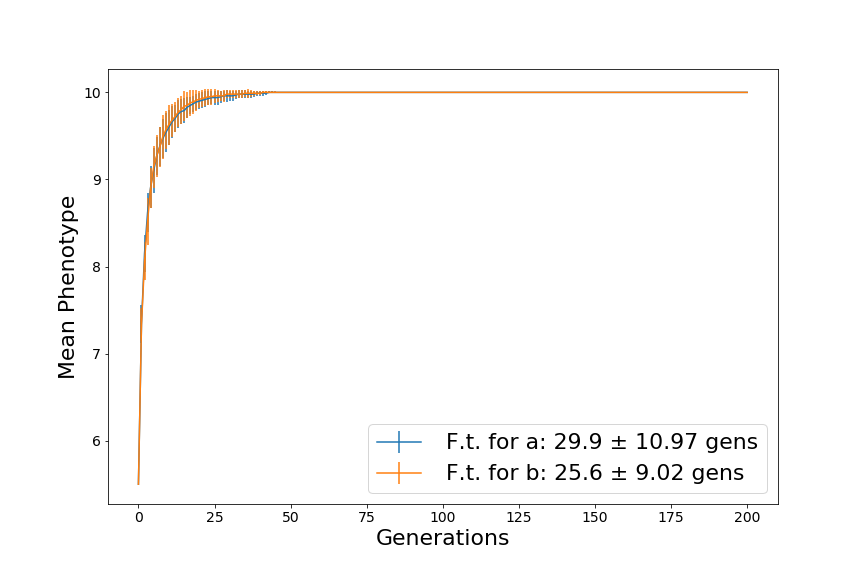 10
9
8
7
6
Mean Phenotype
F.t. for a: 29.9 ± 10.97 gens
F.t. for b: 25.6 ± 9.02 gens
0 25 50 75 100 125 150 175 200
Generations